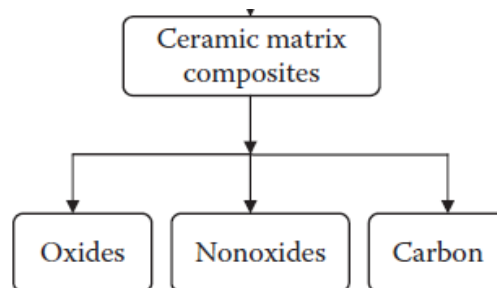 Ceramic matrix
composites
Oxides
Nonoxides
Carbon